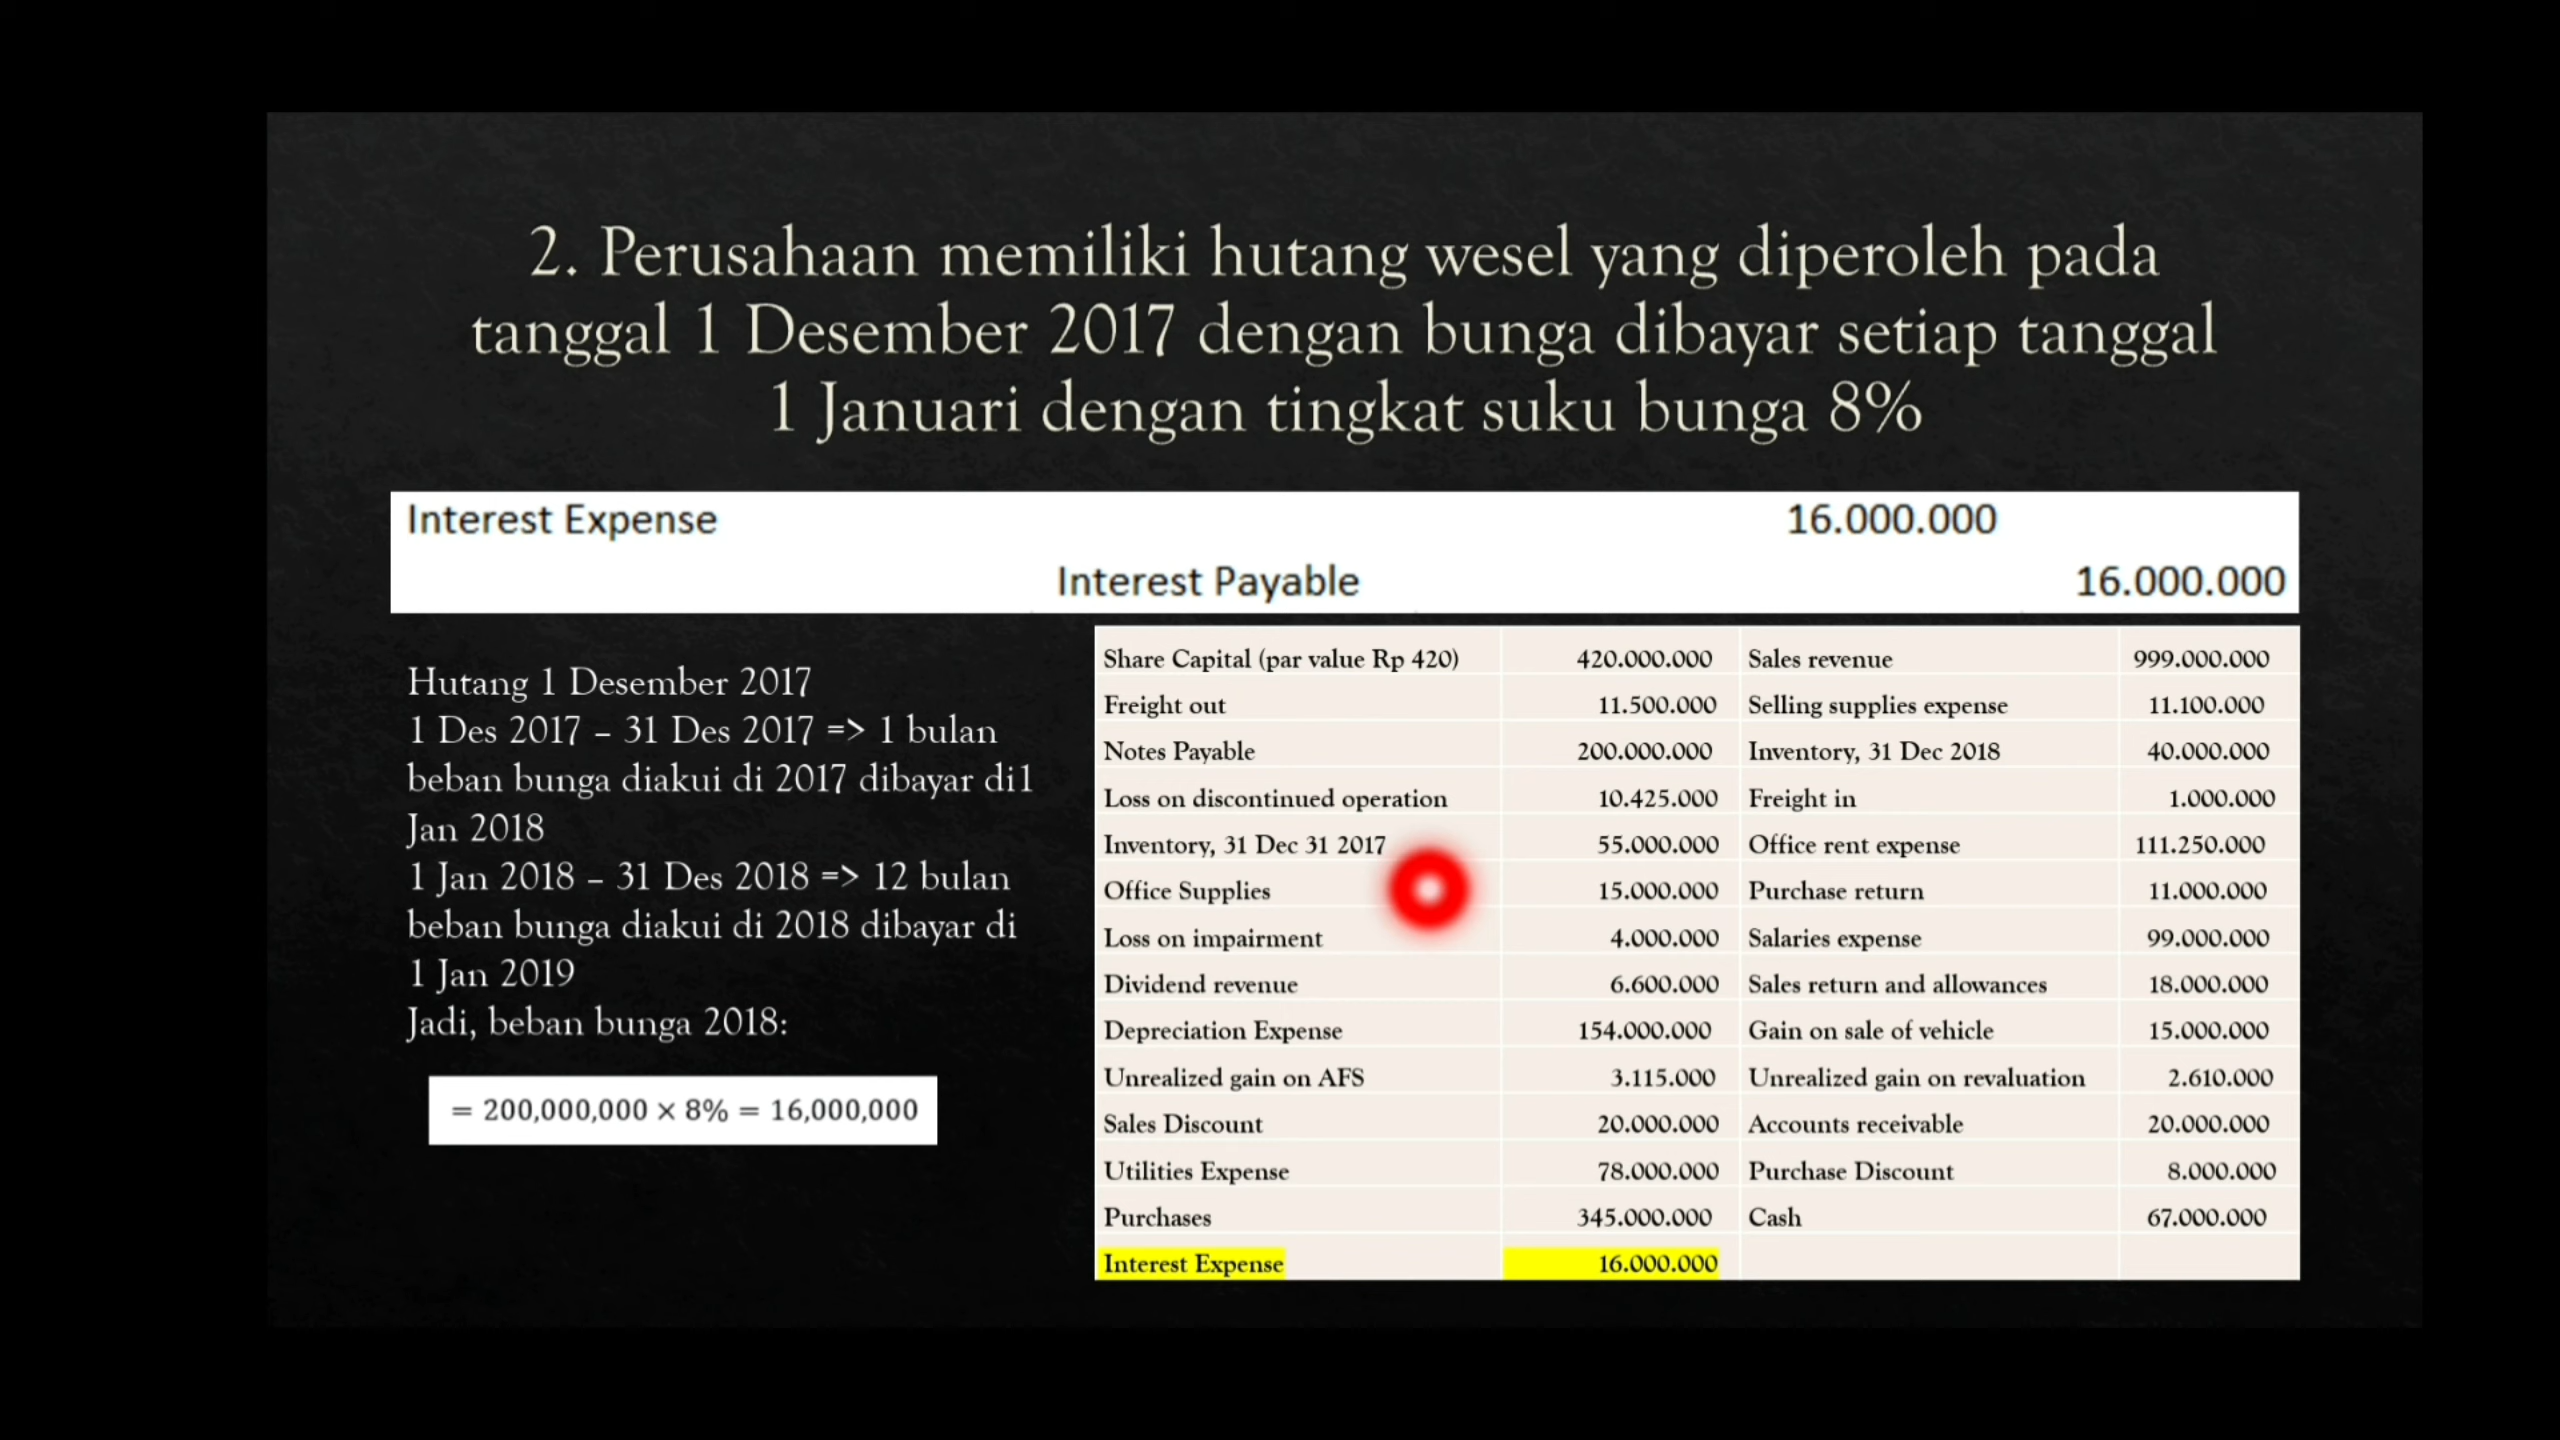 2. Perusahaan memiliki hutang wesel yang diperoleh pada
tanggal 1 Desember 2017 dengan bunga dibayar setiap tanggal
1 Januari dengan tingkat suku bunga 8%
Interest Expense 16.000.000
Interest Payable 16.000.000
Hutang 1 Desember 2017
1 Des 2017 – 31 Des 2017 => 1 bulan
beban bunga diakui di 2017 dibayar di1
Jan 2018
1 Jan 2018 – 31 Des 2018 => 12 bulan
beban bunga diakui di 2018 dibayar di
1 Jan 2019
Jadi, beban bunga 2018:
= 200,000,000 × 8% = 16,000,000
Share Capital (par value Rp 420) 420.000.000 Sales revenue 999.000.000
Freight out 11.500.000 Selling supplies expense 11.100.000
Notes Payable 200.000.000 Inventory, 31 Dec 2018 40.000.000
Loss on discontinued operation 10.425.000 Freight in 1.000.000
Inventory, 31 Dec 31 2017 55.000.000 Office rent expense 111.250.000
Office Supplies 15.000.000 Purchase return 11.000.000
Loss on impairment 4.000.000 Salaries expense 99.000.000
Dividend revenue 6.600.000 Sales return and allowances 18.000.000
Depreciation Expense 154.000.000 Gain on sale of vehicle 15.000.000
Unrealized gain on AFS 3.115.000 Unrealized gain on revaluation 2.610.000
Sales Discount 20.000.000 Accounts receivable 20.000.000
Utilities Expense 78.000.000 Purchase Discount 8.000.000
Purchases 345.000.000 Cash 67.000.000
Interest Expense 16.000.000